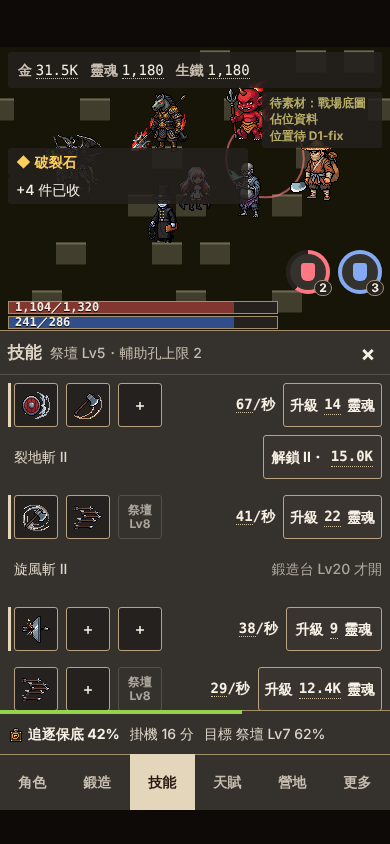 金 31.5K 靈魂 1,180 生鐵 1,180
待素材：戰場底圖
佔位資料
位置待 D1-fix
◆ 破裂石
+4 件已收
2
3
1,104／1,320
241／286
技能 祭壇 Lv5・輔助孔上限 2 ×
+ 67/秒 升級 14 靈魂
裂地斬 II 解鎖 II・ 15.0K
祭壇 Lv8 41/秒 升級 22 靈魂
旋風斬 II 鍛造台 Lv20 才開
+ + 38/秒 升級 9 靈魂
+ 祭壇 Lv8 29/秒 升級 12.4K 靈魂
追逐保底 42% 掛機 16 分 目標 祭壇 Lv7 62%
角色 鍛造 技能 天賦 營地 更多